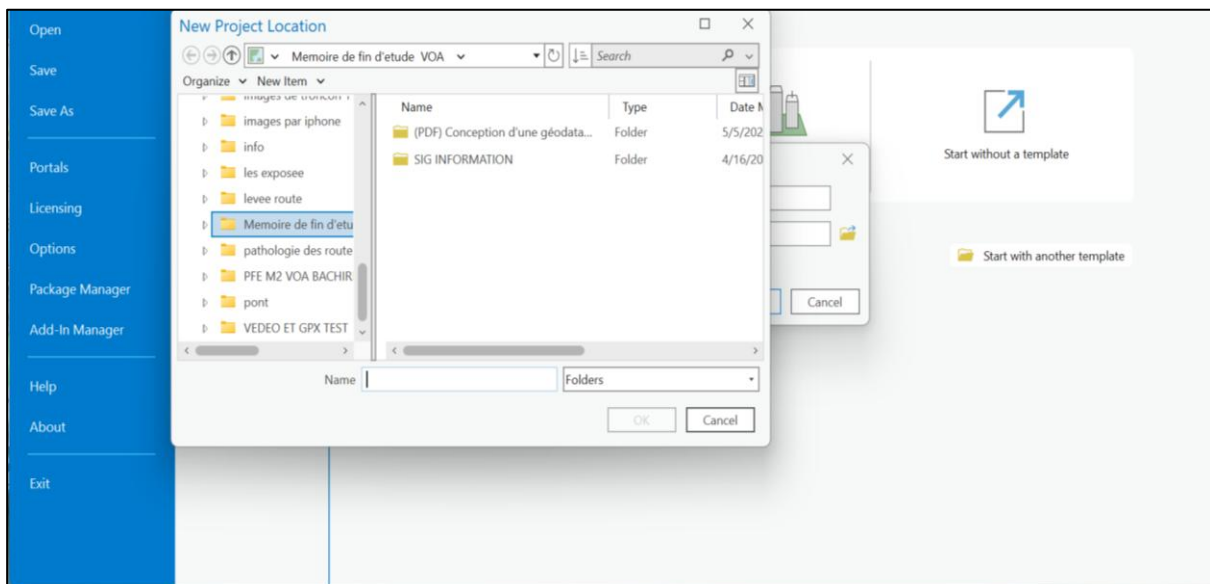 Open
Save
Save As
Portals
Licensing
Options
Package Manager
Add-In Manager
Help
About
Exit
New Project Location
Memoire de fin d'etude VOA
Search
Organize
New Item
images par iphone
info
les exposee
levee route
Memoire de fin d'etu
pathologie des route
PFE M2 VOA BACHIR
pont
VEDEO ET GPX TEST
Name Type Date M
(PDF) Conception d'une géodata... Folder 5/5/202
SIG INFORMATION Folder 4/16/20
Name
Folders
OK Cancel
Cancel
Start without a template
Start with another template